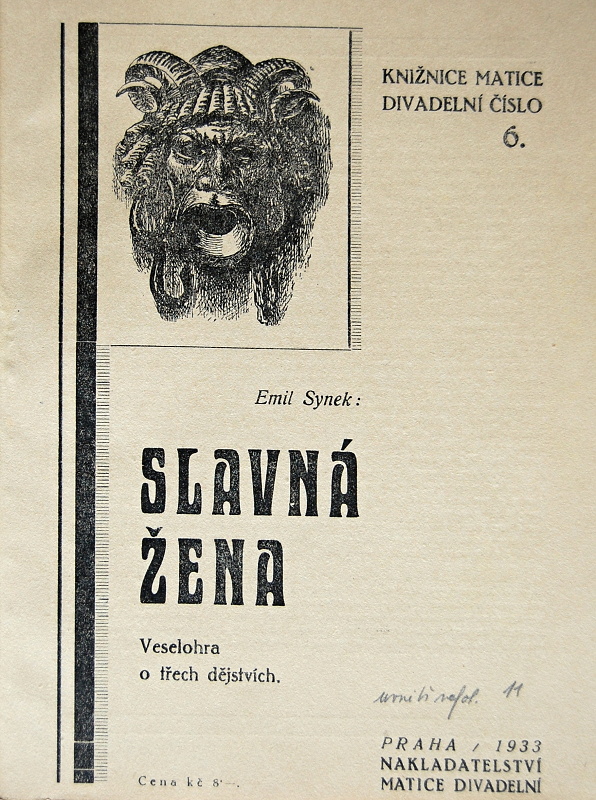 KNIŽNICE MATICE
DIVADELNÍ ČÍSLO
6.
Emil Synek:
SLAVNÁ
ŽENA
Veselohra
o třech dějstvích.
11
PRAHA / 1933
NAKLADATELSTVÍ
MATICE DIVADELNÍ
Cena kč 8·—.